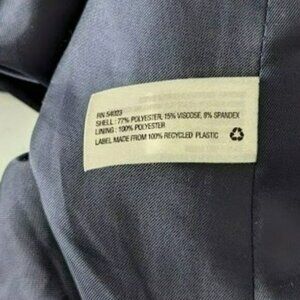 RN 54023
SHELL : 77% POLYESTER, 15% VISCOSE, 8% SPANDEX
LINING : 100% POLYESTER
LABEL MADE FROM 100% RECYCLED PLASTIC